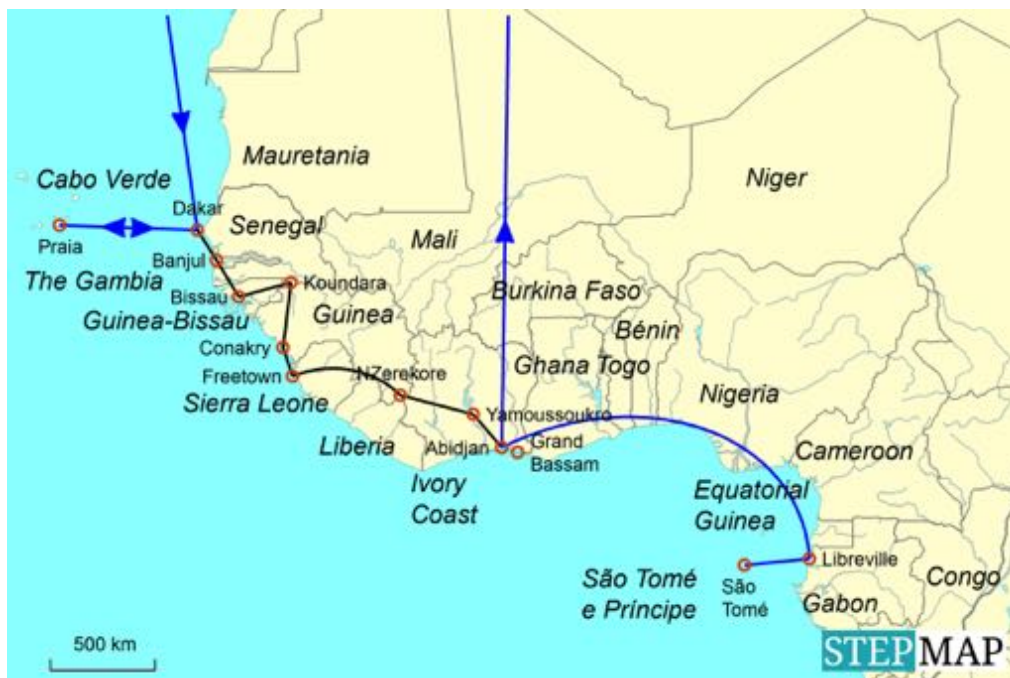 Mauretania
Niger
Cabo Verde
Dakar
Senegal
Praia
Mali
Banjul
The Gambia
Koundara
Burkina Faso
Bissau
Guinea-Bissau
Guinea
Bénin
Conakry
Ghana Togo
Freetown
NZerekore
Nigeria
Sierra Leone
Yamoussoukro
Liberia
Abidjan
Grand
Bassam
Cameroon
Ivory
Coast
Equatorial
Guinea
Libreville
São Tomé
e Príncipe
São
Tomé
Congo
Gabon
500 km
STEPMAP